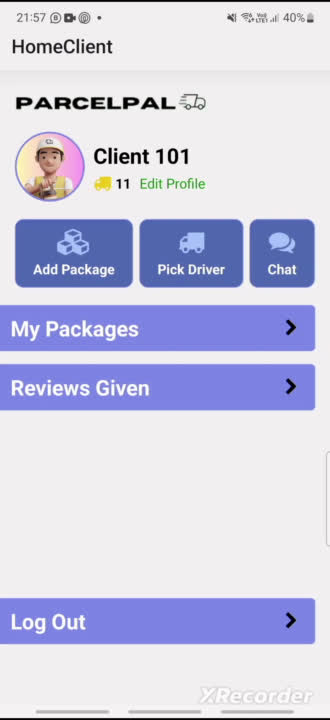 21:57 40%
HomeClient
PARCELPAL
Client 101
11 Edit Profile
Add Package Pick Driver Chat
My Packages
Reviews Given
Log Out
XRecorder